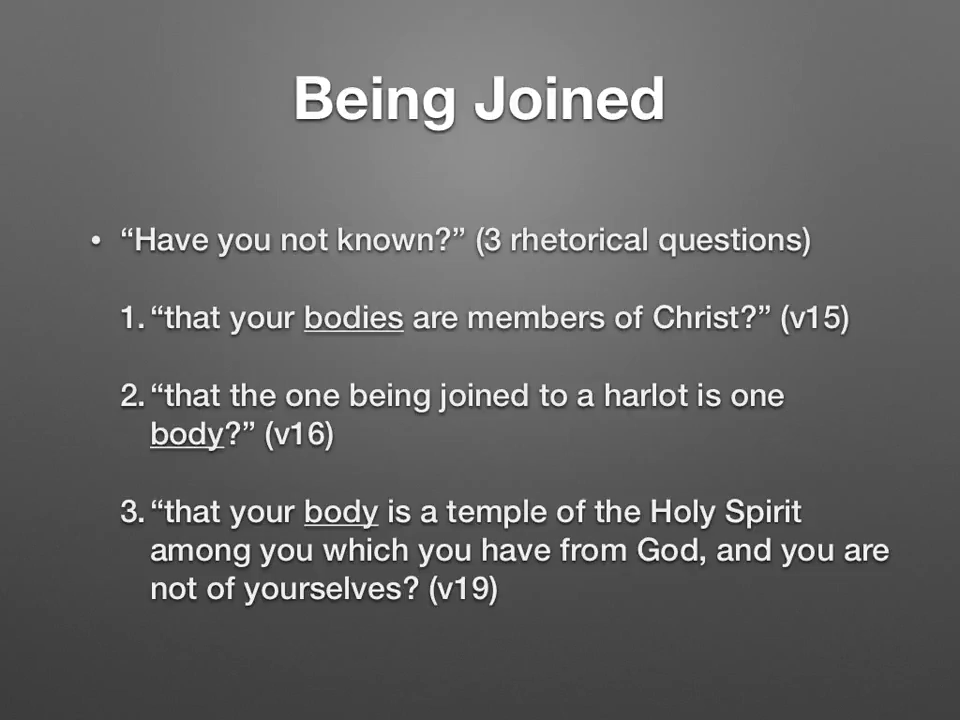 Being Joined
• “Have you not known?” (3 rhetorical questions)
1. “that your bodies are members of Christ?” (v15)
2. “that the one being joined to a harlot is one
body?” (v16)
3. “that your body is a temple of the Holy Spirit
among you which you have from God, and you are
not of yourselves? (v19)